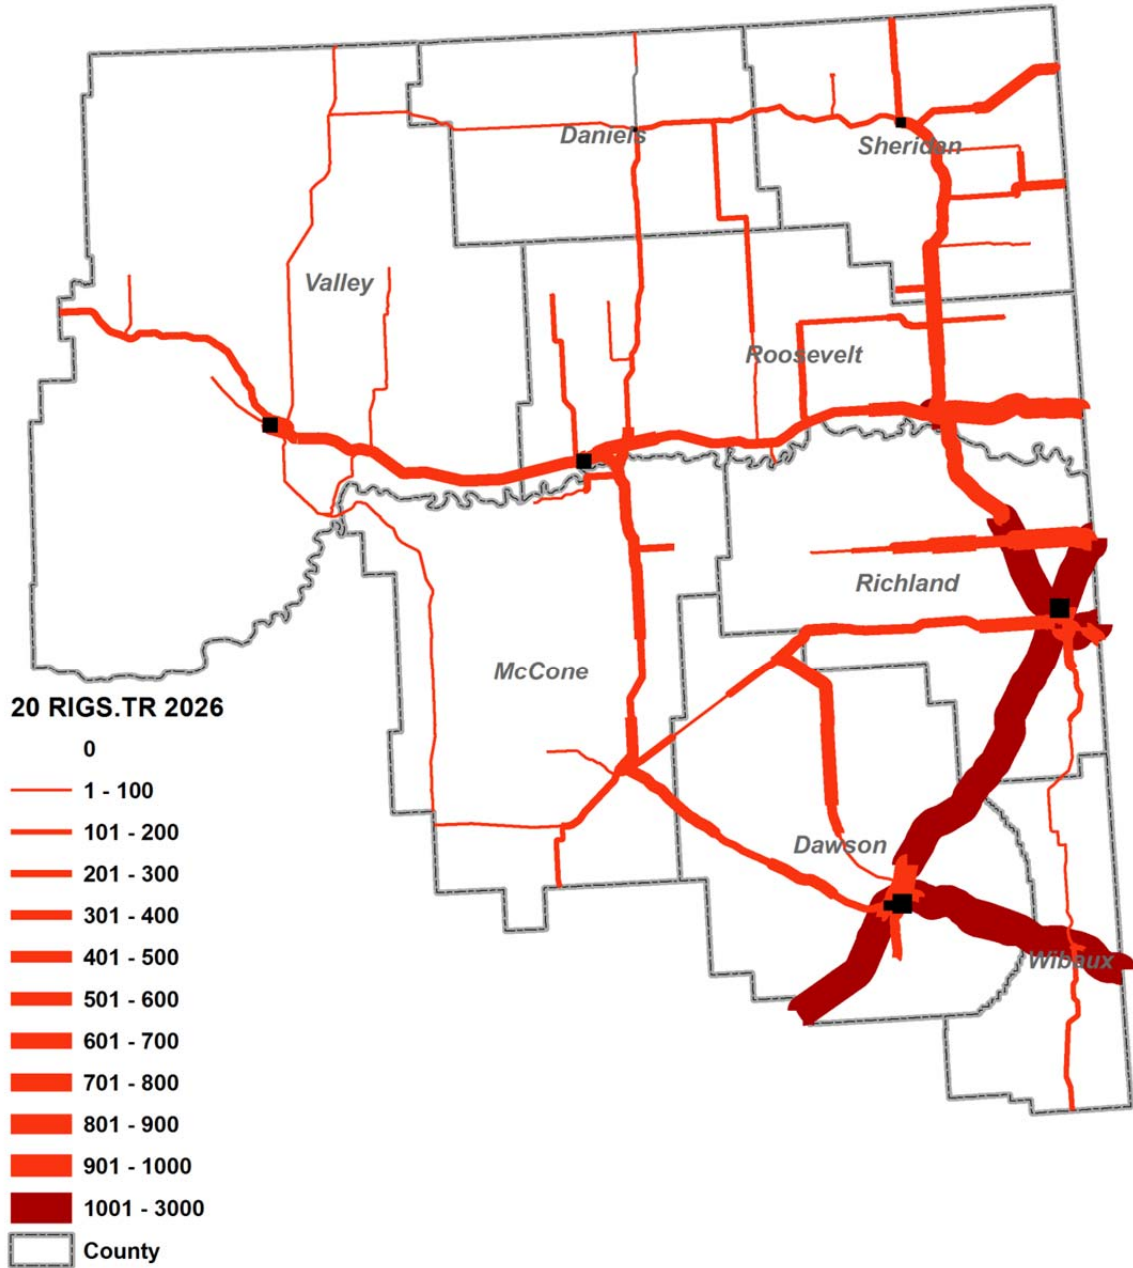 Daniels
Sheridan
Valley
Roosevelt
Richland
McCone
Dawson
Wibaux
20 RIGS.TR 2026
0
1 - 100
101 - 200
201 - 300
301 - 400
401 - 500
501 - 600
601 - 700
701 - 800
801 - 900
901 - 1000
1001 - 3000
County